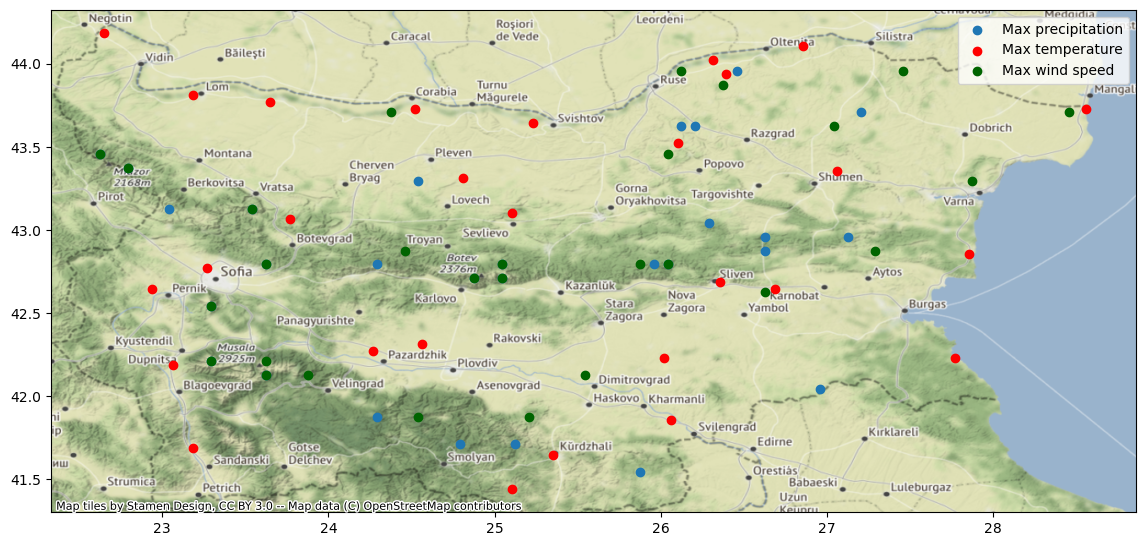 Negotin
Roşiori
de Vede
Leordeni
Medgidia
Max precipitation
Max temperature
Max wind speed
Caracal
Olteniţa
Silistra
44.0
Vidin
Băileşti
Lom
Corabia
Turnu
Măgurele
Ruse
Mangal
Svishtov
43.5
Montana
Pleven
Razgrad
Dobrich
2168m
Berkovitsa
Vratsa
Cherven
Bryag
Popovo
Shumen
Pirot
Lovech
Gorna
Oryakhovitsa
Targovishte
Varna
43.0
Botevgrad
Troyan
Sevlievo
Sofia
Botev
2376m
Sliven
Aytos
Pernik
Karlovo
Kazanlŭk
Karnobat
42.5
Panagyurishte
Stara
Zagora
Nova
Zagora
Yambol
Burgas
Kyustendil
Dupnitsa
Musala
2925m
Pazardzhik
Rakovski
Plovdiv
42.0
Blagoevgrad
Velingrad
Asenovgrad
Dimitrovgrad
Haskovo
Kharmanli
Svilengrad
Edirne
Kırklareli
41.5
иш
Sandanski
Gotse
Delchev
Smolyan
Kŭrdzhali
Strumica
Petrich
Orestiás
Babaeski
Luleburgaz
Uzun
Keupru
Map tiles by Stamen Design, CC BY 3.0 -- Map data (C) OpenStreetMap contributors
23
24
25
26
27
28